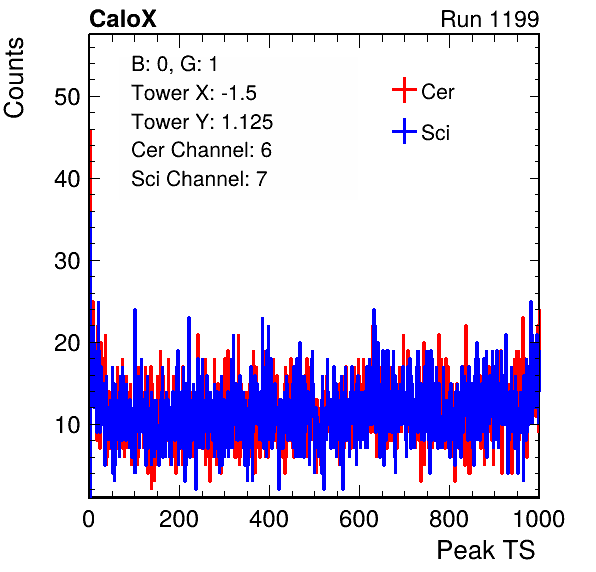 CaloX Run 1199
Counts
B: 0, G: 1
Tower X: -1.5
Tower Y: 1.125
Cer Channel: 6
Sci Channel: 7
Cer
Sci
50
40
30
20
10
0 200 400 600 800 1000
Peak TS